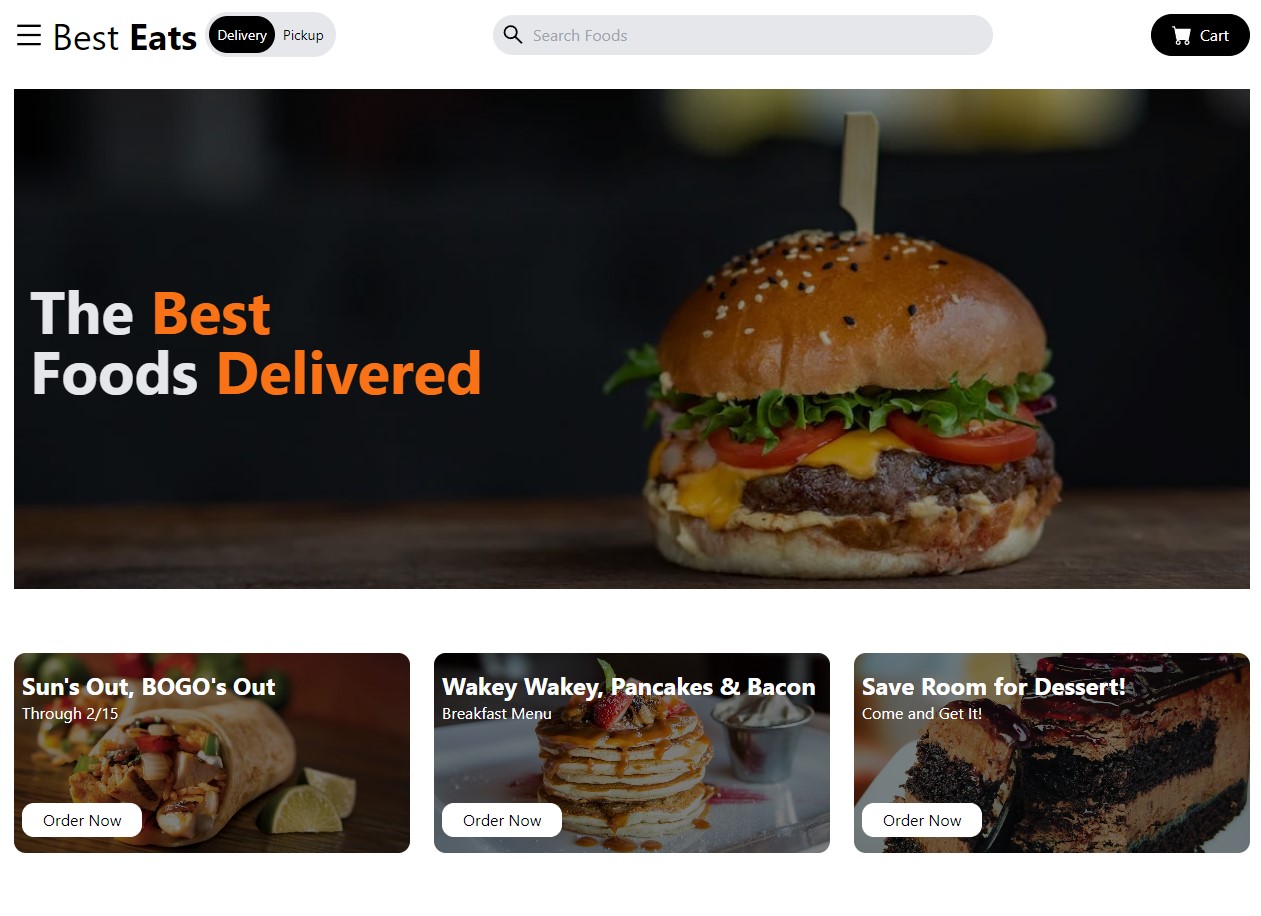 Best Eats
Delivery Pickup
Search Foods
Cart
The Best
Foods Delivered
Sun's Out, BOGO's Out
Through 2/15
Order Now
Wakey Wakey, Pancakes & Bacon
Breakfast Menu
Order Now
Save Room for Dessert!
Come and Get It!
Order Now